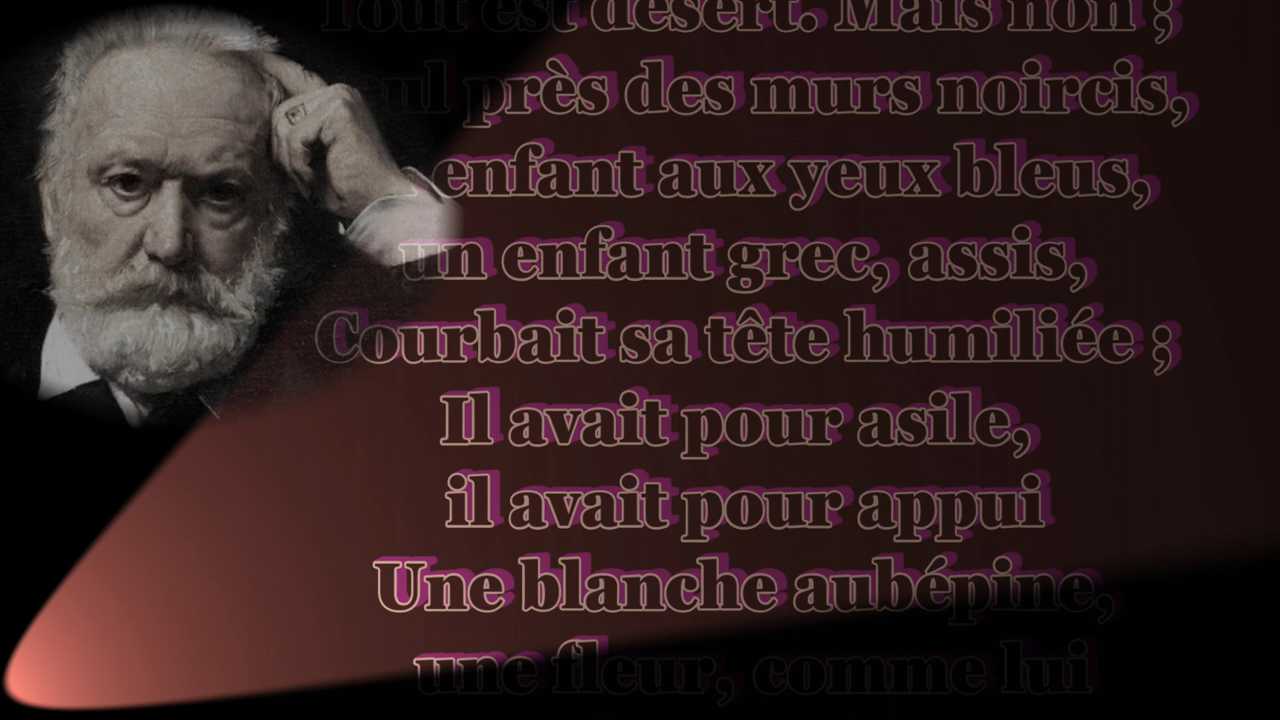 Tout est désert. Mais non ;
seul près des murs noircis,
enfant aux yeux bleus,
un enfant grec, assis,
Courbait sa tête humiliée ;
Il avait pour asile,
il avait pour appui
Une blanche aubépine,
une fleur, comme lui